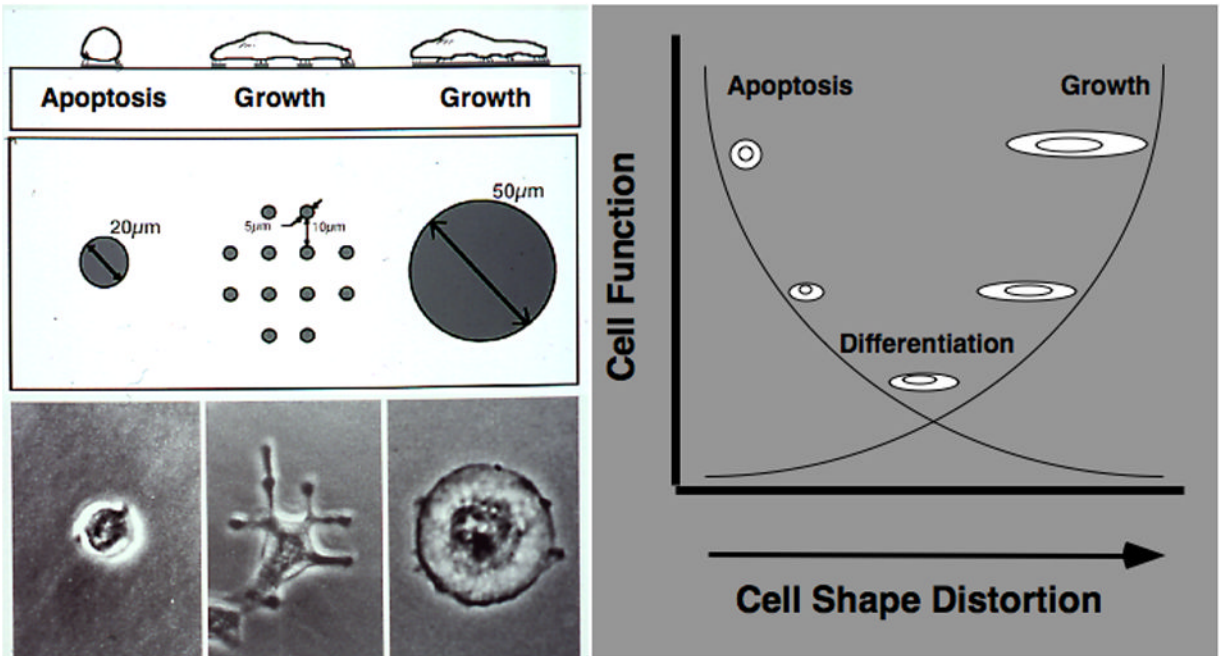 Apoptosis
Growth
Growth
20µm
5µm
10µm
50µm
Apoptosis
Growth
Differentiation
Cell Function
Cell Shape Distortion